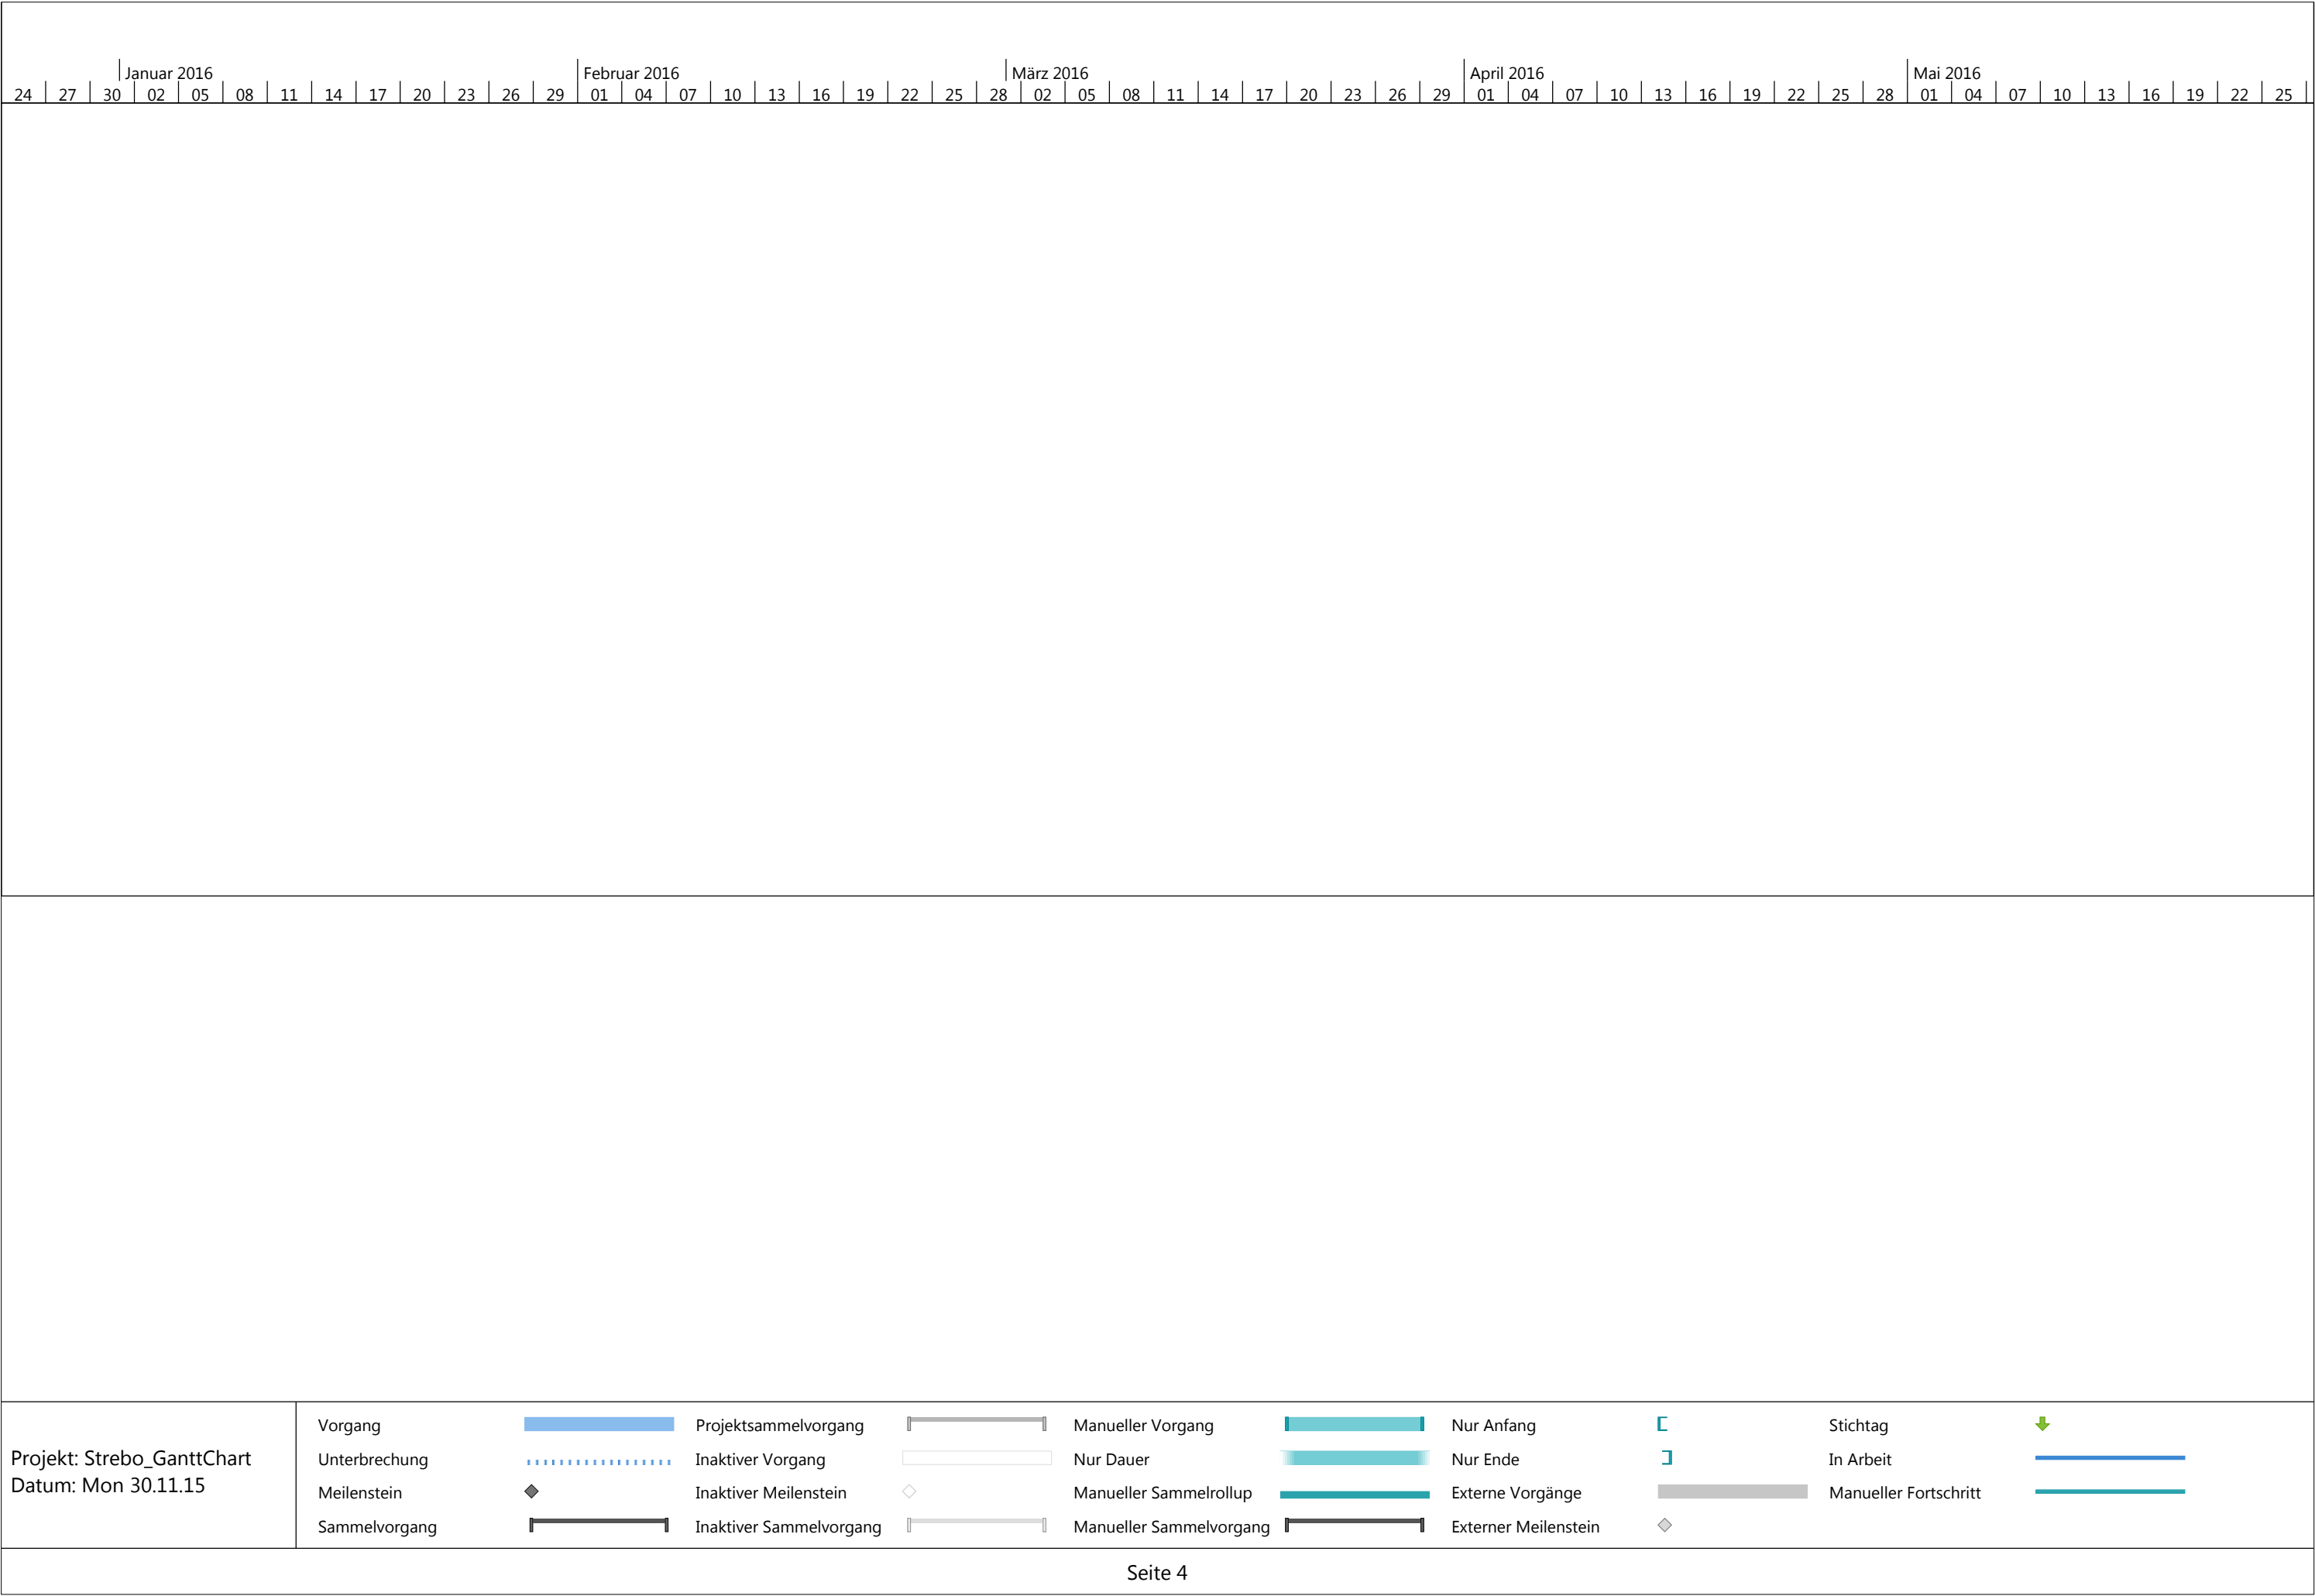 Januar 2016 Februar 2016 März 2016 April 2016 Mai 2016
24 27 30 02 05 08 11 14 17 20 23 26 29 01 04 07 10 13 16 19 22 25 28 02 05 08 11 14 17 20 23 26 29 01 04 07 10 13 16 19 22 25 28 01 04 07 10 13 16 19 22 25
Projekt: Strebo_GanttChart
Datum: Mon 30.11.15
Vorgang
Unterbrechung
Meilenstein
Sammelvorgang
Projektsammelvorgang
Inaktiver Vorgang
Inaktiver Meilenstein
Inaktiver Sammelvorgang
Manueller Vorgang
Nur Dauer
Manueller Sammelrollup
Manueller Sammelvorgang
Nur Anfang
Nur Ende
Externe Vorgänge
Externer Meilenstein
Stichtag
In Arbeit
Manueller Fortschritt
Seite 4